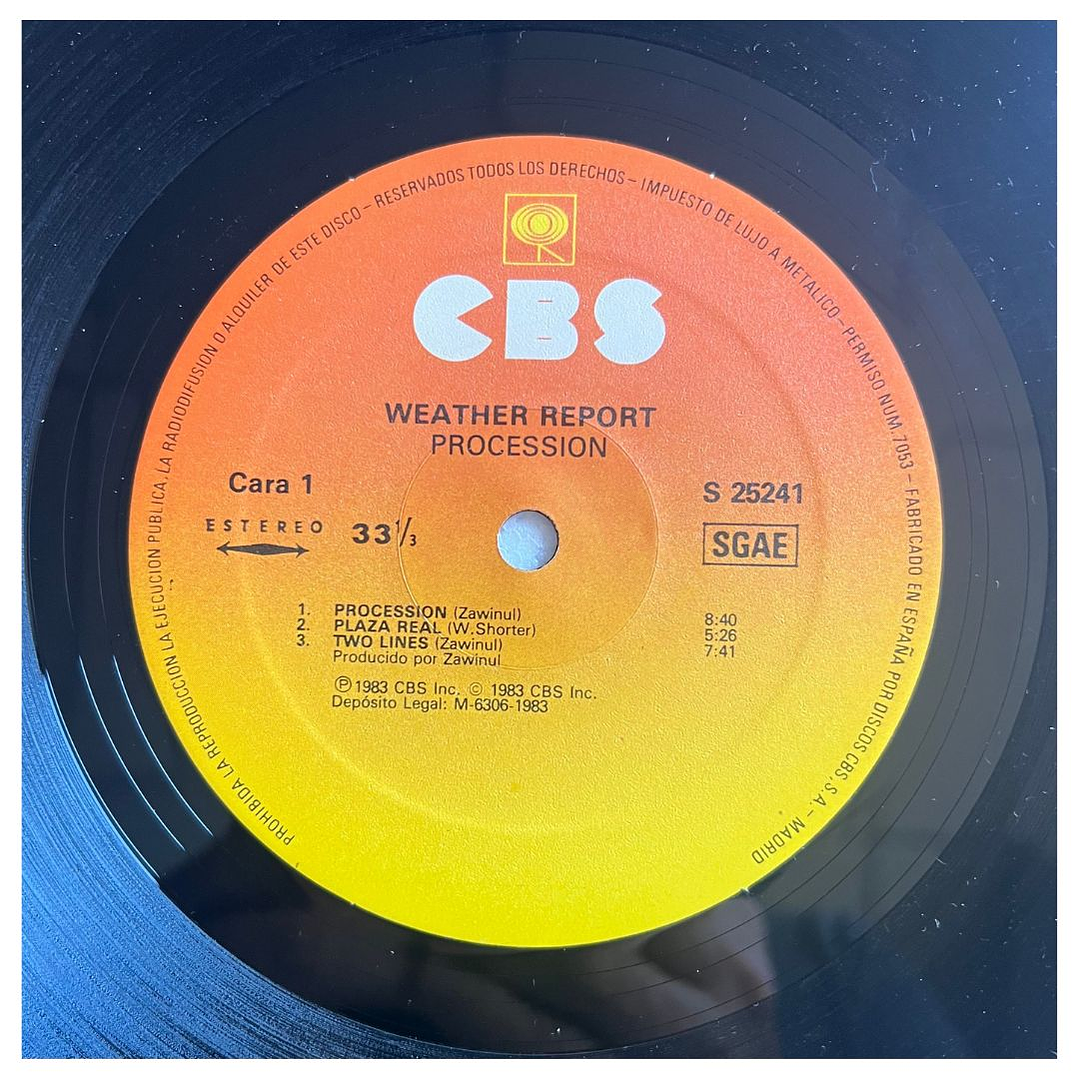 PROHIBIDA LA REPRODUCCION LA EJECUCION PUBLICA, LA RADIODIFUSION O ALQUILER DE ESTE DISCO – RESERVADOS TODOS LOS DERECHOS – IMPUESTO DE LUJO A METALICO – PERMISO NUM. 7053 – FABRICADO EN ESPAÑA POR DISCOS CBS, S.A. – MADRID
CBS
WEATHER REPORT
PROCESSION
Cara 1
S 25241
ESTEREO
33 1/3
SGAE
1. PROCESSION (Zawinul) 8:40
2. PLAZA REAL (W.Shorter) 5:26
3. TWO LINES (Zawinul) 7:41
Producido por Zawinul
Ⓟ 1983 CBS Inc. © 1983 CBS Inc.
Depósito Legal: M-6306-1983